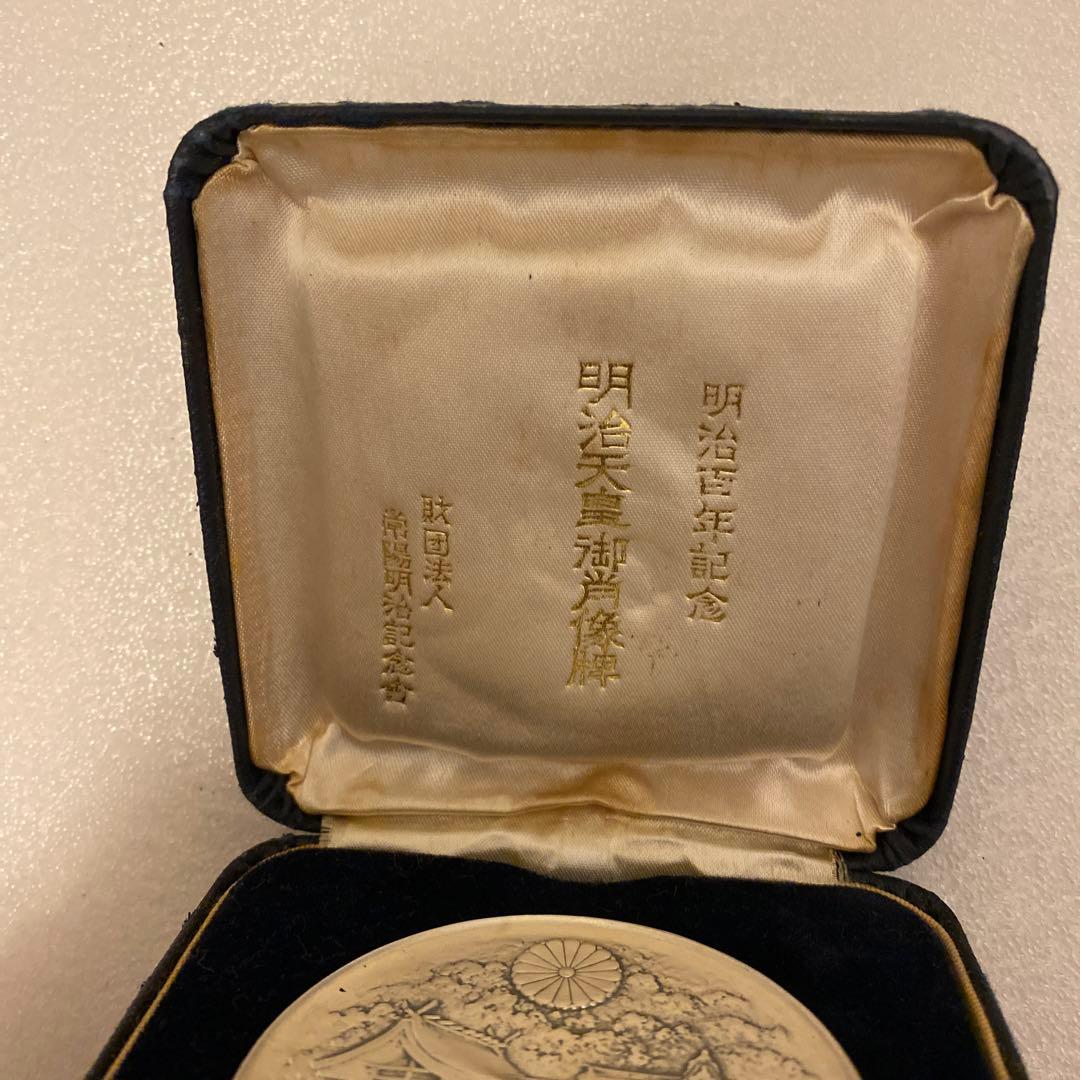 明治百年記念
明治天皇御肖像牌
財団法人
常陽明治記念會